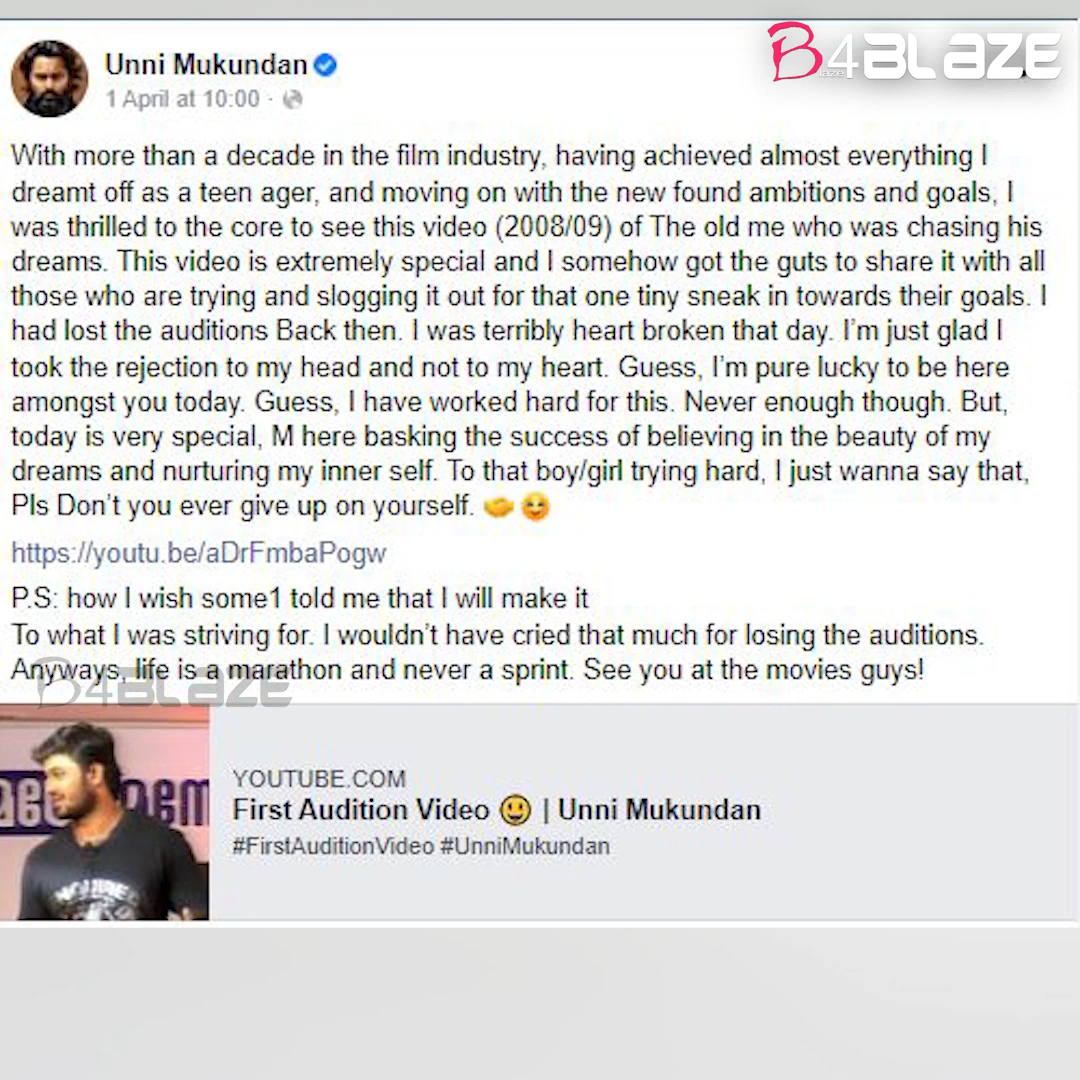 Unni Mukundan
B4BLAZE
1 April at 10:00 ·
With more than a decade in the film industry, having achieved almost everything I
dreamt off as a teen ager, and moving on with the new found ambitions and goals, I
was thrilled to the core to see this video (2008/09) of The old me who was chasing his
dreams. This video is extremely special and I somehow got the guts to share it with all
those who are trying and slogging it out for that one tiny sneak in towards their goals. I
had lost the auditions Back then. I was terribly heart broken that day. I'm just glad I
took the rejection to my head and not to my heart. Guess, I'm pure lucky to be here
amongst you today. Guess, I have worked hard for this. Never enough though. But,
today is very special, M here basking the success of believing in the beauty of my
dreams and nurturing my inner self. To that boy/girl trying hard, I just wanna say that,
Pls Don't you ever give up on yourself. 🤝😊
https://youtu.be/aDrFmbaPogw
P.S: how I wish some1 told me that I will make it
To what I was striving for. I wouldn't have cried that much for losing the auditions.
Anyways, life is a marathon and never a sprint. See you at the movies guys!
B4BLAZE
YOUTUBE.COM
First Audition Video 😃 | Unni Mukundan
#FirstAuditionVideo #UnniMukundan